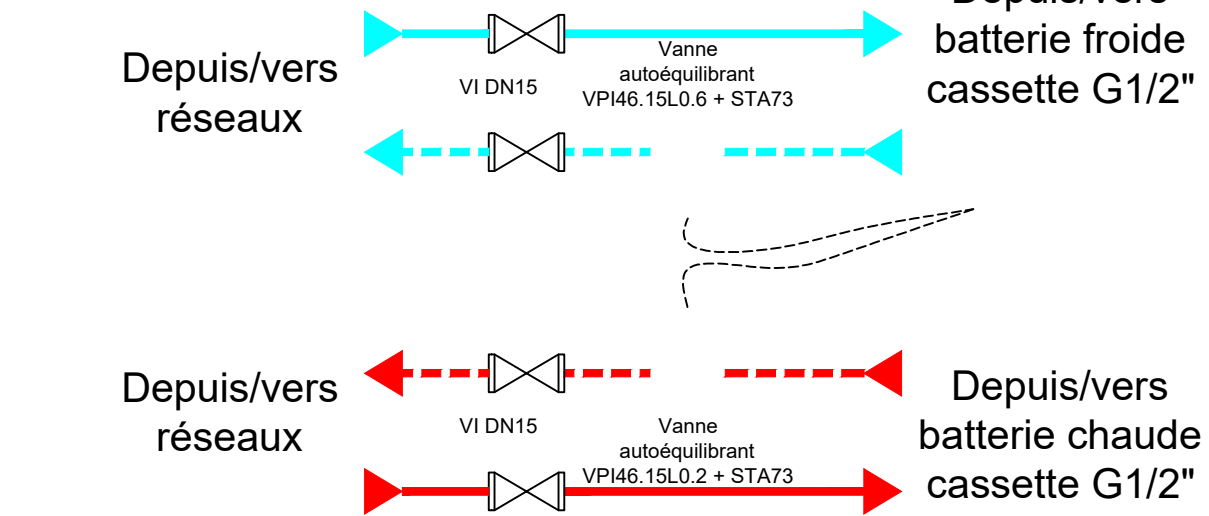 Depuis/vers
batterie froide
cassette G1/2"
Depuis/vers
réseaux
VI DN15
Vanne
autoéquilibrant
VPI46.15L0.6 + STA73
Depuis/vers
réseaux
VI DN15
Vanne
autoéquilibrant
VPI46.15L0.2 + STA73
Depuis/vers
batterie chaude
cassette G1/2"